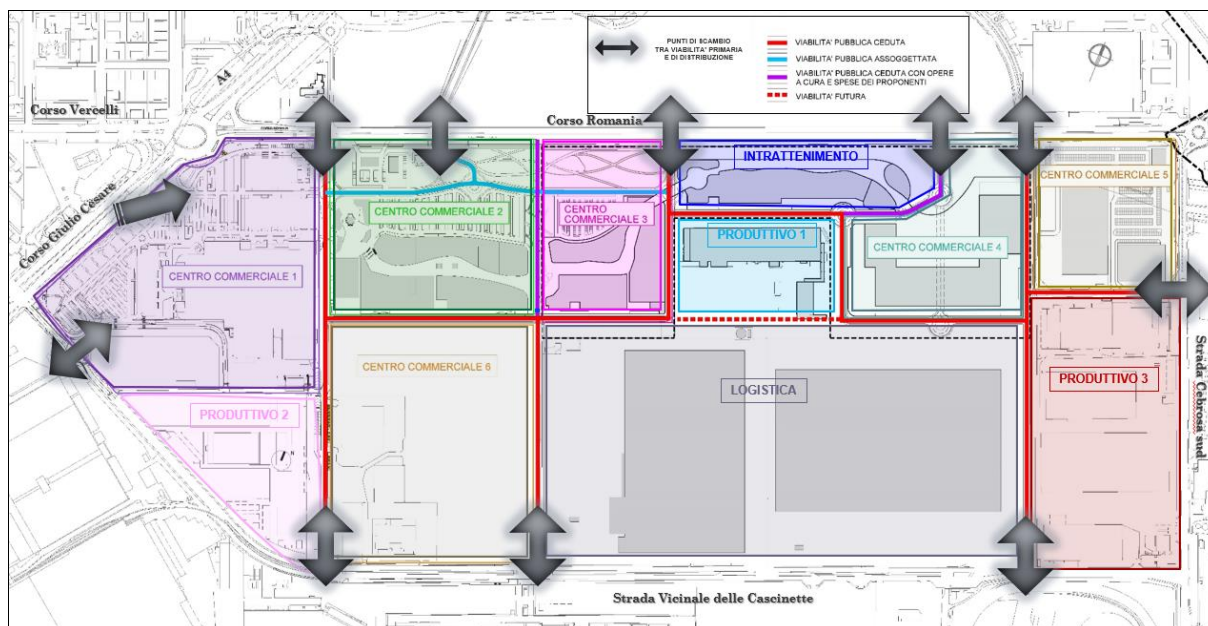 PUNTI DI SCAMBIO
TRA VIABILITA' PRIMARIA
E DI DISTRIBUZIONE
VIABILITA' PUBBLICA CEDUTA
VIABILITA' PUBBLICA ASSOGGETTATA
VIABILITA' PUBBLICA CEDUTA CON OPERE
A CURA E SPESE DEI PROPONENTI
VIABILITA' FUTURA
A4
Corso Vercelli
Corso Romania
Corso Giulio Cesare
INTRATTENIMENTO
CENTRO COMMERCIALE 5
CENTRO COMMERCIALE 2
CENTRO
COMMERCIALE 3
PRODUTTIVO 1
CENTRO COMMERCIALE 4
CENTRO COMMERCIALE 1
CENTRO COMMERCIALE 6
LOGISTICA
PRODUTTIVO 3
PRODUTTIVO 2
Strada Cebrosa sud
Strada Vicinale delle Cascinette